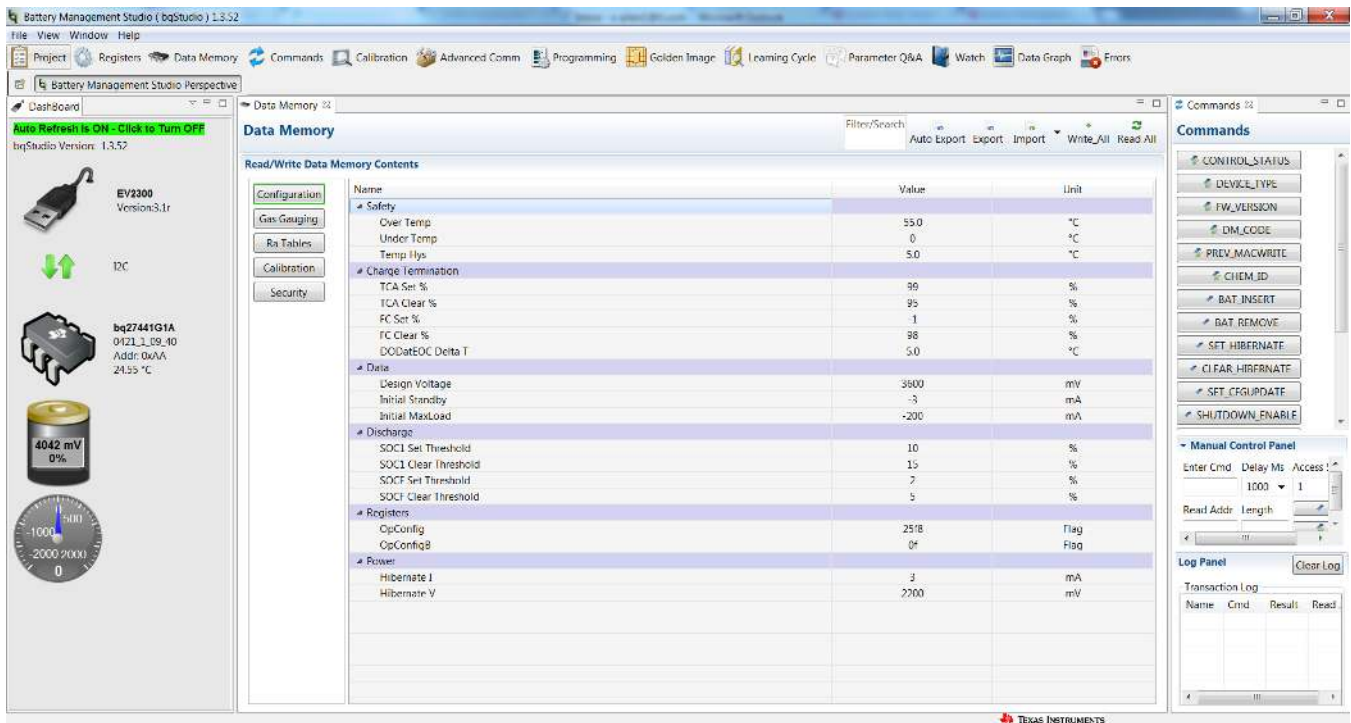 Battery Management Studio ( bqStudio ) 1.3.52
File View Window Help
Project Registers Data Memory Commands Calibration Advanced Comm Programming Golden Image Learning Cycle Parameter Q&A Watch Data Graph Errors
Battery Management Studio Perspective
DashBoard
Auto Refresh is ON - Click to Turn OFF
bqStudio Version: 1.3.52
EV2300
Version:3.1r
I2C
bq27441G1A
0421_1_09_40
Addr: 0xAA
24.55 °C
4042 mV
0%
500
-1000
-2000 2000
0
Data Memory
Data Memory
Filter/Search
Auto Export Export Import Write_All Read All
Read/Write Data Memory Contents
Configuration
Gas Gauging
Ra Tables
Calibration
Security
Name Value Unit
Safety
Over Temp 55.0 °C
Under Temp 0 °C
Temp Hys 5.0 °C
Charge Termination
TCA Set % 99 %
TCA Clear % 95 %
FC Set % -1 %
FC Clear % 98 %
DODatEOC Delta T 5.0 °C
Data
Design Voltage 3600 mV
Initial Standby -3 mA
Initial MaxLoad -200 mA
Discharge
SOC1 Set Threshold 10 %
SOC1 Clear Threshold 15 %
SOCF Set Threshold 2 %
SOCF Clear Threshold 5 %
Registers
OpConfig 25f8 Flag
OpConfigB 0f Flag
Power
Hibernate I 3 mA
Hibernate V 2200 mV
Commands
Commands
CONTROL_STATUS
DEVICE_TYPE
FW_VERSION
DM_CODE
PREV_MACWRITE
CHEM_ID
BAT_INSERT
BAT_REMOVE
SET_HIBERNATE
CLEAR_HIBERNATE
SET_CFGUPDATE
SHUTDOWN_ENABLE
Manual Control Panel
Enter Cmd Delay Ms Access
1000 1
Read Addr Length
Log Panel
Clear Log
Transaction Log
Name Cmd Result Read
TEXAS INSTRUMENTS